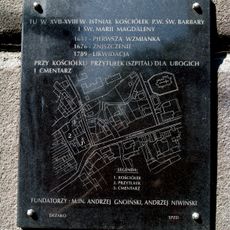 TU W XVII-XVIII W. ISTNIAŁ KOŚCIÓŁEK P.W. ŚW. BARBARY
I ŚW. MARII MAGDALENY
1611 - PIERWSZA WZMIANKA
1676 - ZNISZCZENIE
1789 - LIKWIDACJA
PRZY KOŚCIÓŁKU PRZYTUŁEK (SZPITAL) DLA UBOGICH
I CMENTARZ
LEGENDA:
1. KOŚCIÓŁEK
2. PRZYTUŁEK
3. CMENTARZ
FUNDATORZY: M.IN. ANDRZEJ GNOIŃSKI, ANDRZEJ NIWIŃSKI